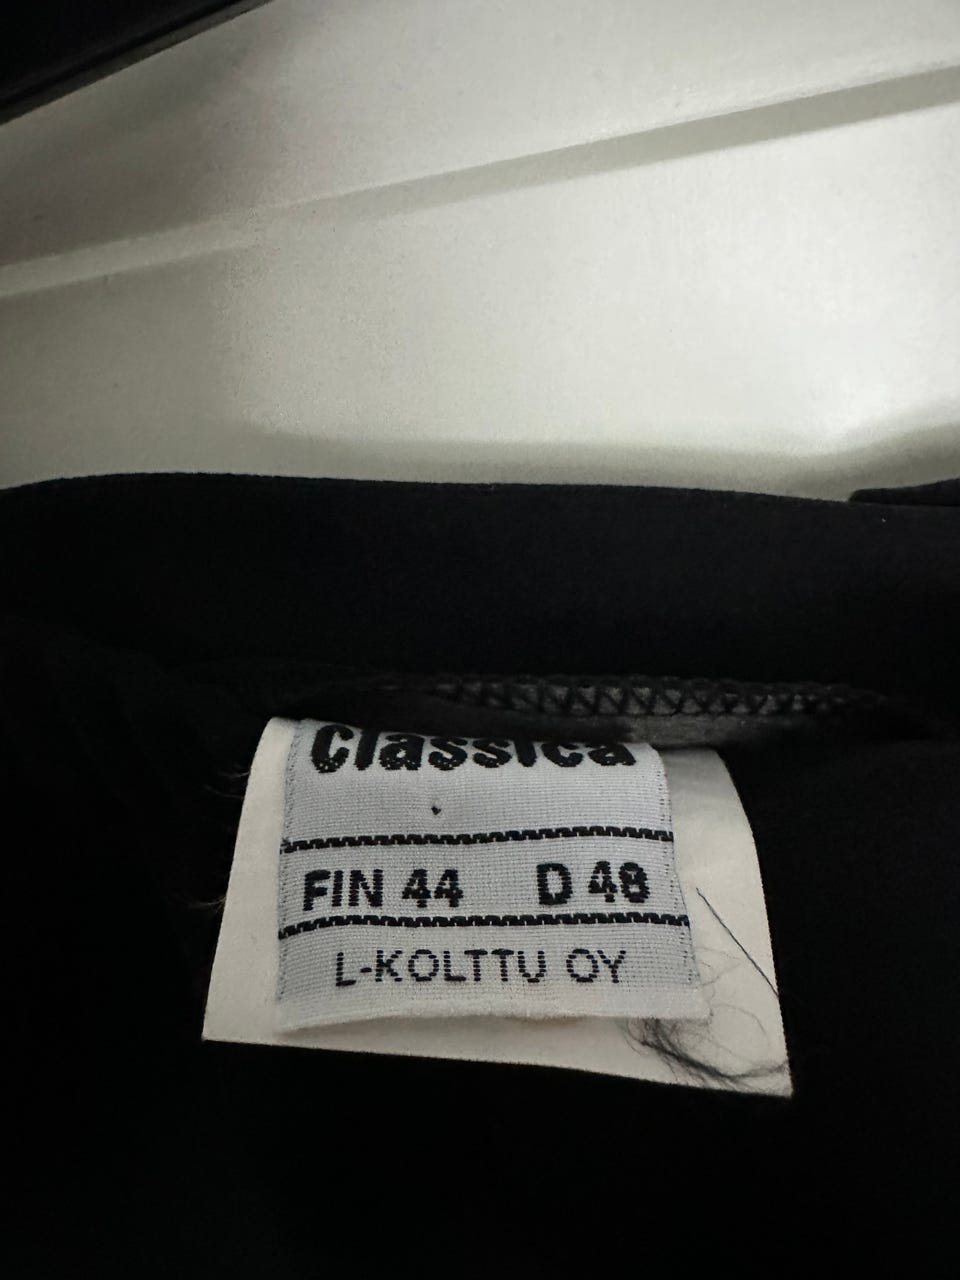 Classica
FIN 44 D 48
L-KOLTTU OY